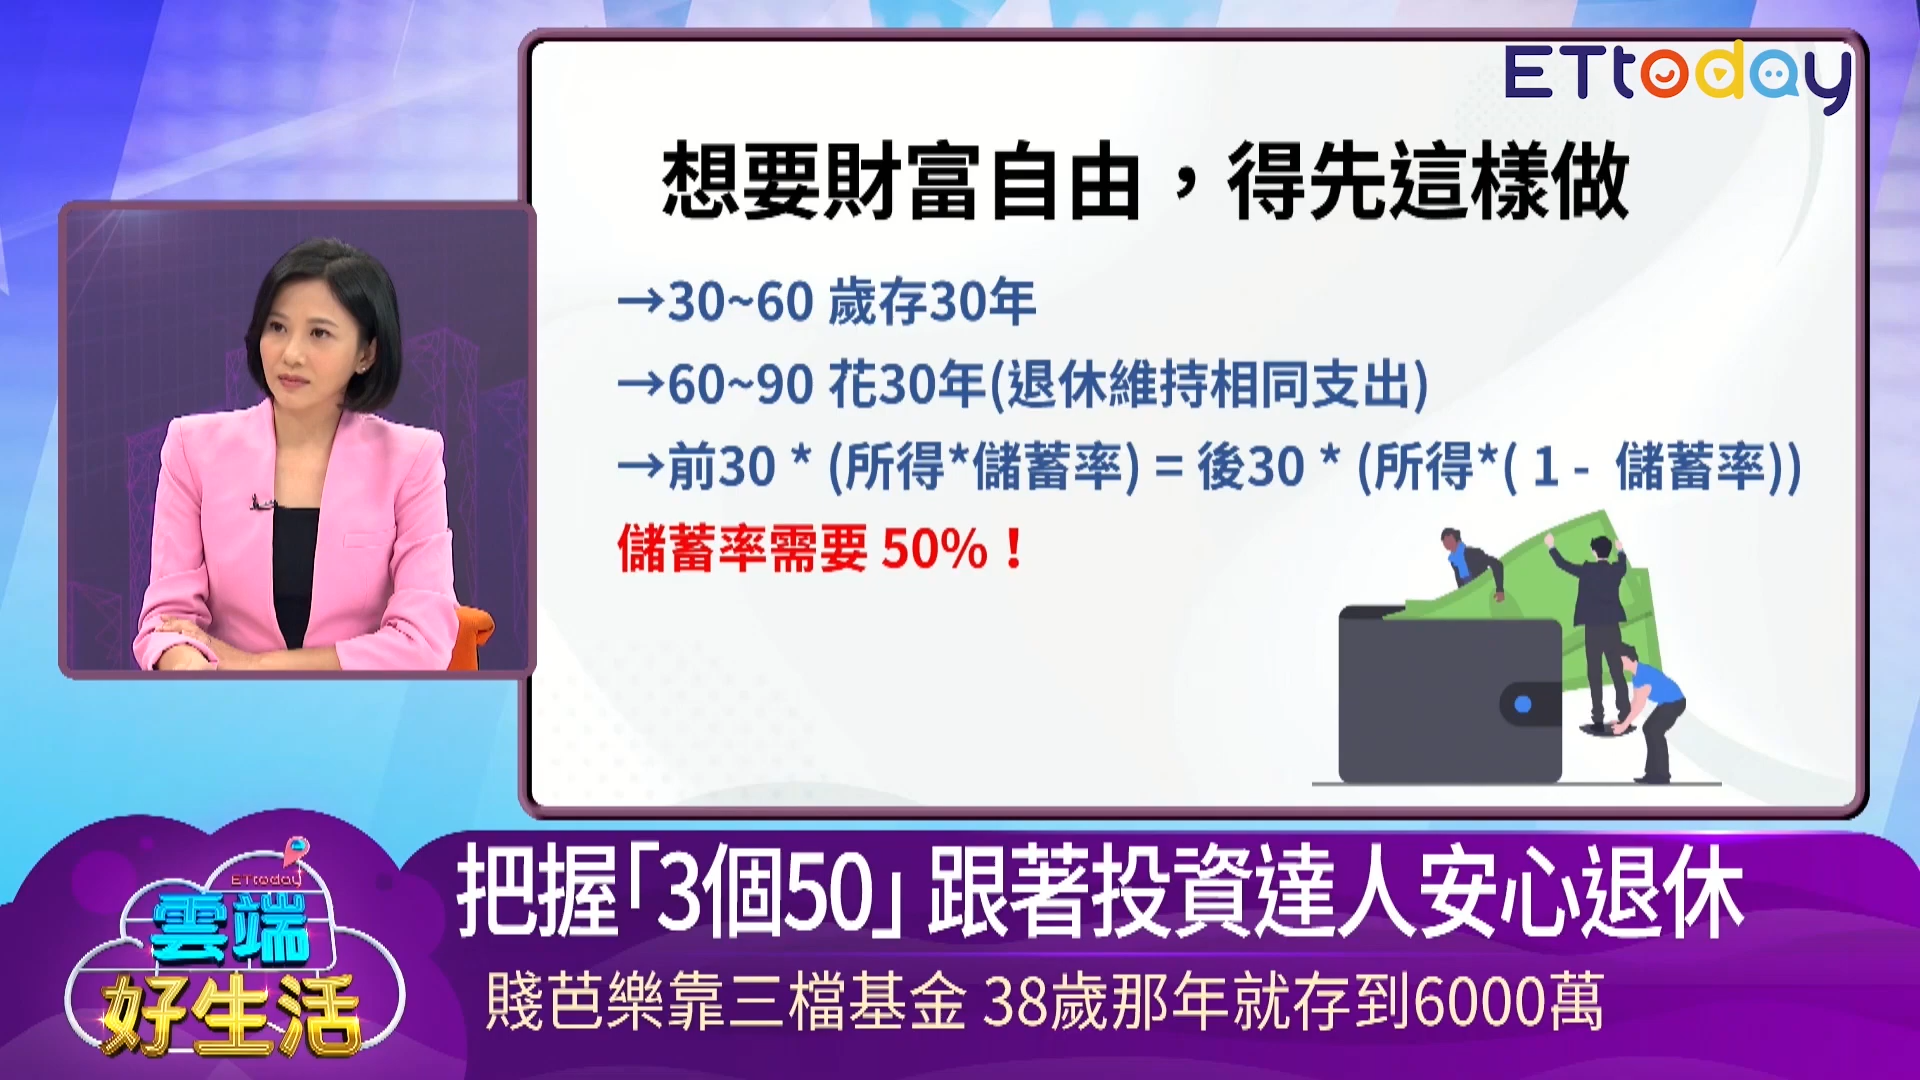 ETtoday
想要財富自由，得先這樣做
→30~60 歲存30年
→60~90 花30年(退休維持相同支出)
→前30 * (所得*儲蓄率) = 後30 * (所得*( 1 - 儲蓄率))
儲蓄率需要 50%！
ETtoday
雲端
好生活
把握「3個50」跟著投資達人安心退休
賤芭樂靠三檔基金 38歲那年就存到6000萬